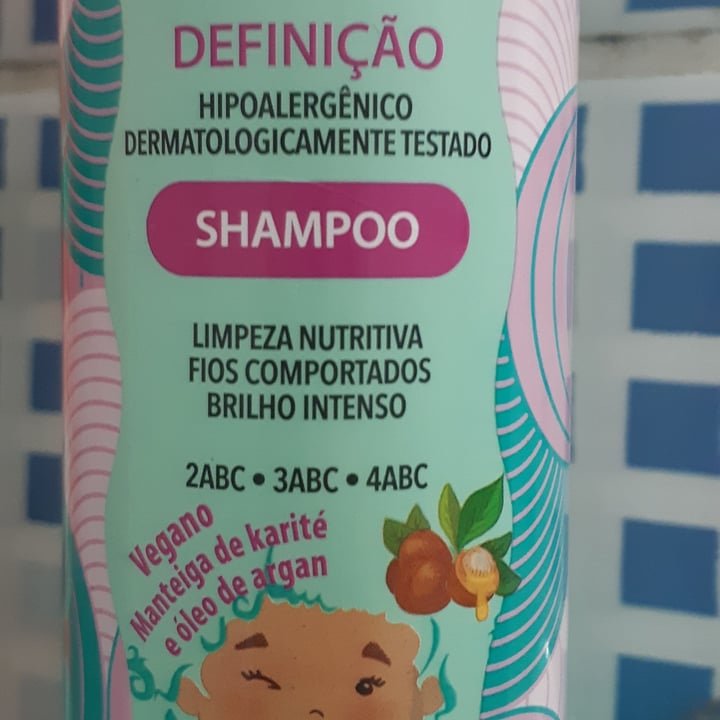 DEFINIÇÃO
HIPOALERGÊNICO
DERMATOLOGICAMENTE TESTADO
SHAMPOO
LIMPEZA NUTRITIVA
FIOS COMPORTADOS
BRILHO INTENSO
2ABC • 3ABC • 4ABC
Vegano
Manteiga de karité
e óleo de argan